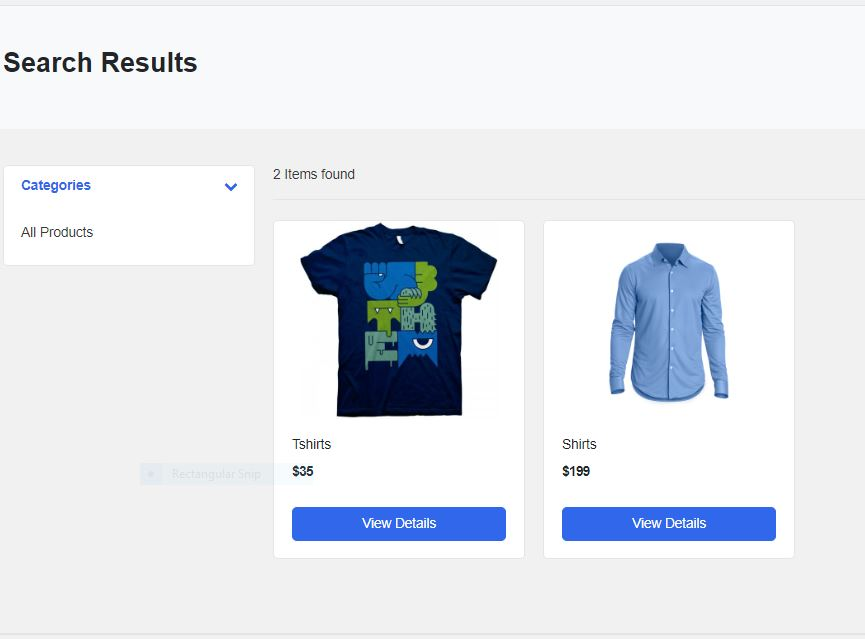 Search Results
Categories
All Products
2 Items found
Tshirts
$35
View Details
Shirts
$199
View Details
Rectangular Snip